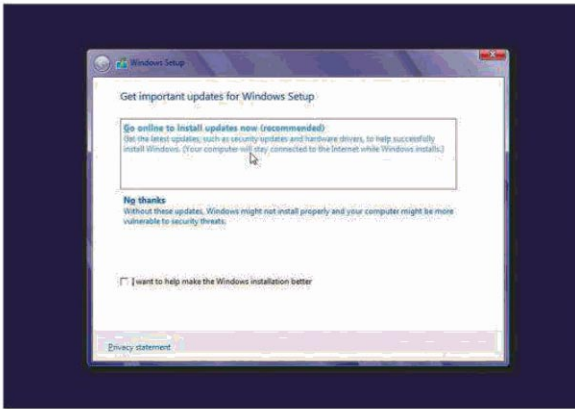 Windows Setup
Get important updates for Windows Setup
Go online to install updates now (recommended)
Get the latest updates, such as security updates and hardware drivers, to help successfully
install Windows. (Your computer will stay connected to the Internet while Windows installs.)
No thanks
Without these updates, Windows might not install properly and your computer might be more
vulnerable to security threats.
I want to help make the Windows installation better
Privacy statement